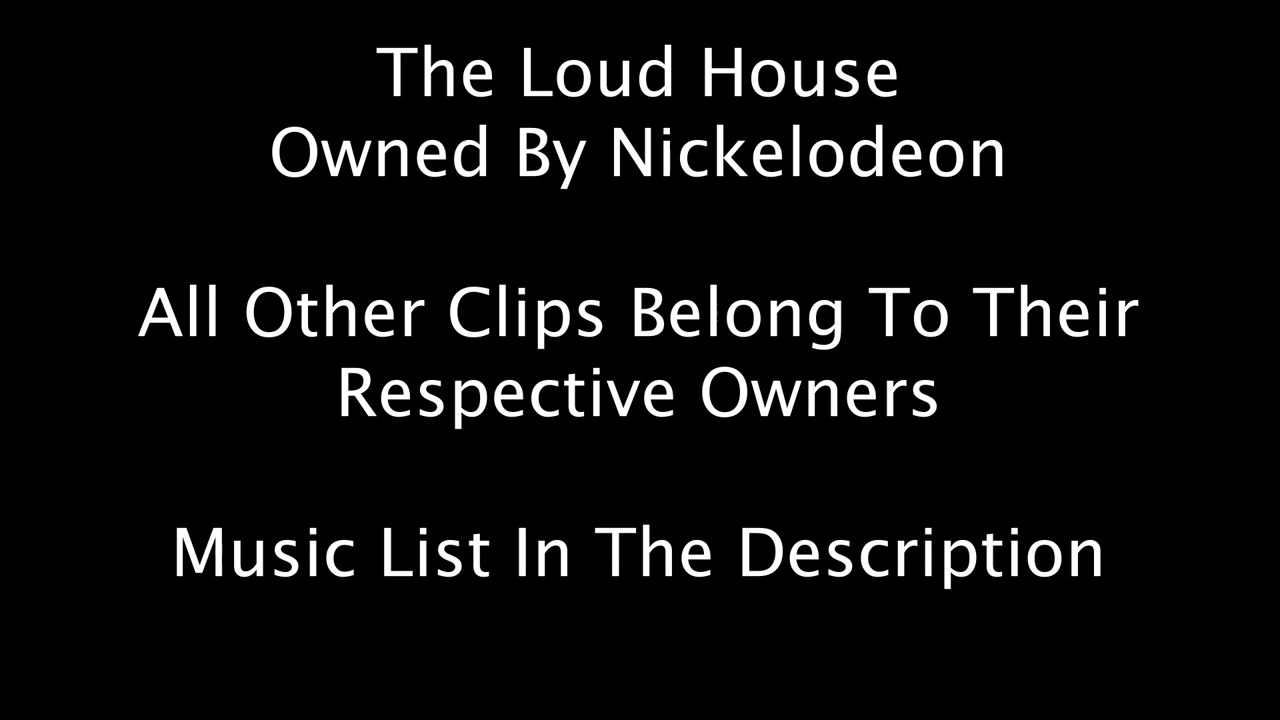 The Loud House
Owned By Nickelodeon
All Other Clips Belong To Their
Respective Owners
Music List In The Description